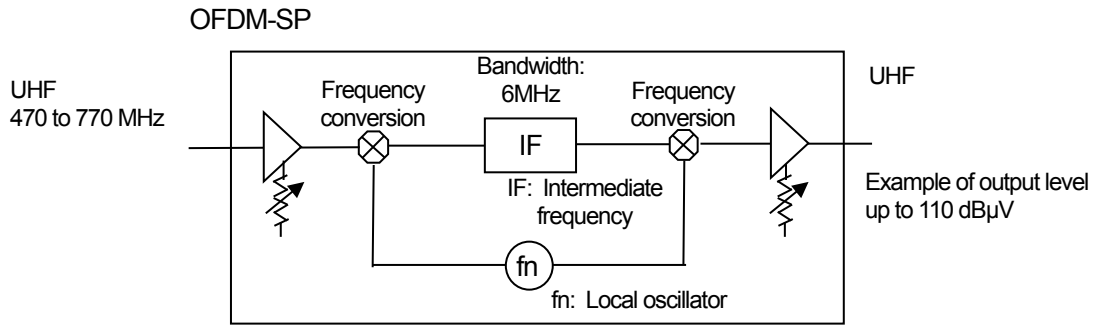 OFDM-SP
UHF
470 to 770 MHz
Frequency
conversion
Bandwidth:
6MHz
Frequency
conversion
UHF
IF
IF: Intermediate
frequency
Example of output level
up to 110 dBµV
fn
fn: Local oscillator